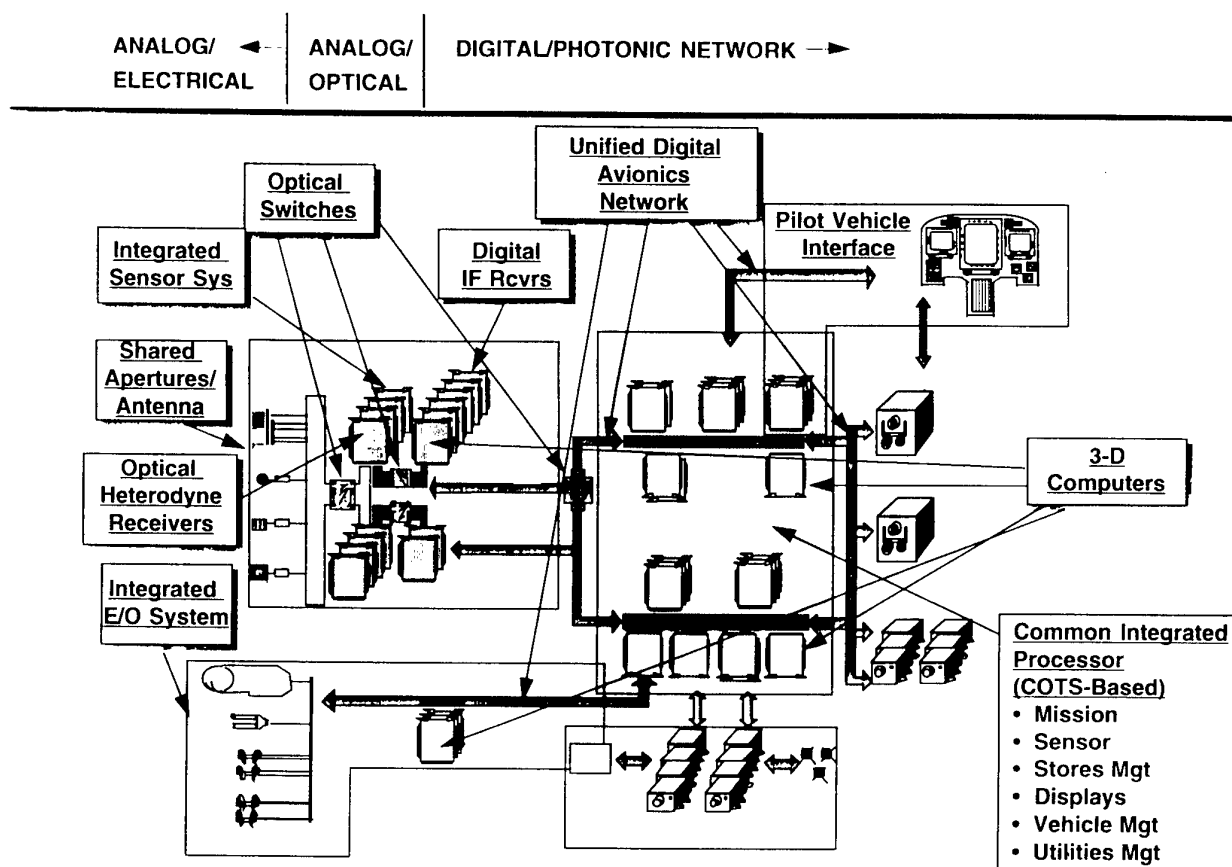 ANALOG/
ELECTRICAL
ANALOG/
OPTICAL
DIGITAL/PHOTONIC NETWORK
Unified Digital
Avionics
Network
Optical
Switches
Pilot Vehicle
Interface
Integrated
Sensor Sys
Digital
IF Rcvrs
Shared
Apertures/
Antenna
Optical
Heterodyne
Receivers
3-D
Computers
Integrated
E/O System
Common Integrated
Processor
(COTS-Based)
• Mission
• Sensor
• Stores Mgt
• Displays
• Vehicle Mgt
• Utilities Mgt